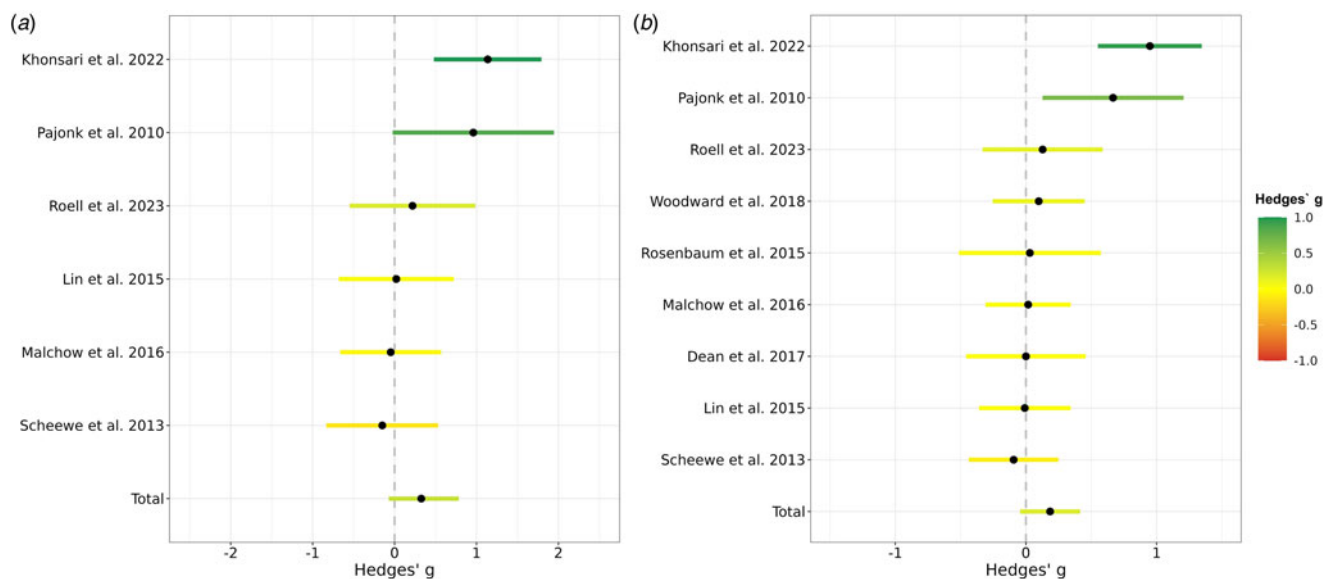 (a)
Khonsari et al. 2022
Pajonk et al. 2010
Roell et al. 2023
Lin et al. 2015
Malchow et al. 2016
Scheewe et al. 2013
Total
-2 -1 0 1 2
Hedges' g
(b)
Khonsari et al. 2022
Pajonk et al. 2010
Roell et al. 2023
Woodward et al. 2018
Rosenbaum et al. 2015
Malchow et al. 2016
Dean et al. 2017
Lin et al. 2015
Scheewe et al. 2013
Total
-1 0 1
Hedges' g
Hedges` g
1.0
0.5
0.0
-0.5
-1.0